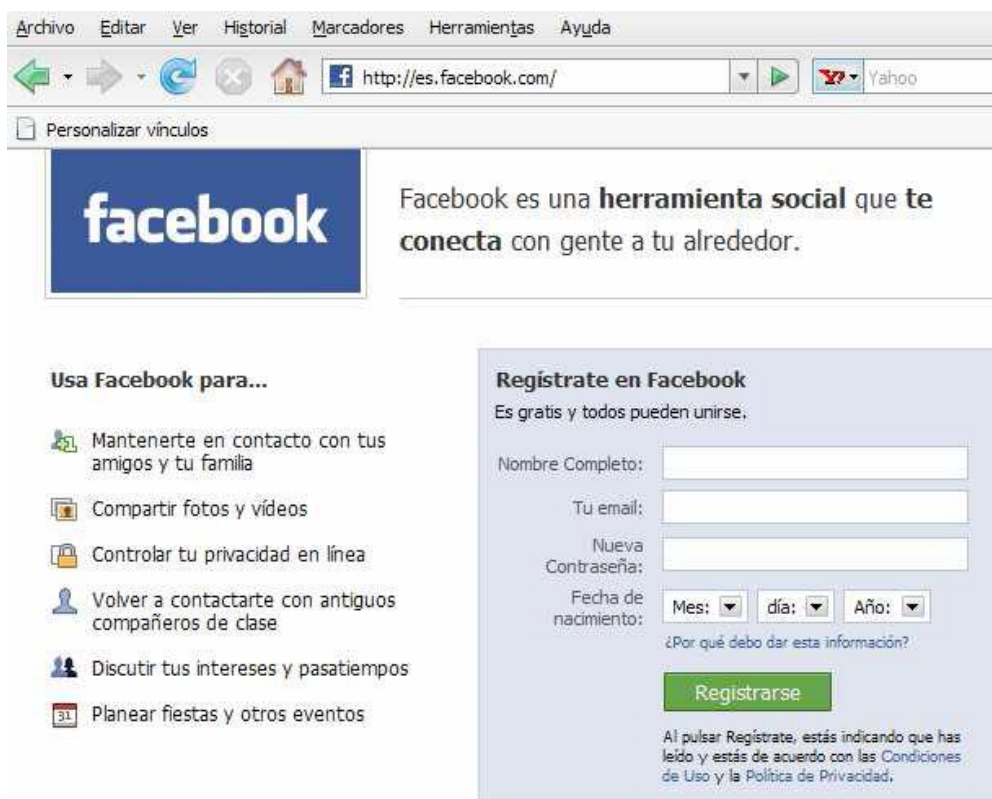 Archivo Editar Ver Historial Marcadores Herramientas Ayuda
http://es.facebook.com/ Yahoo
Personalizar vínculos
facebook
Facebook es una herramienta social que te
conecta con gente a tu alrededor.
Usa Facebook para...
Mantenerte en contacto con tus
amigos y tu familia
Compartir fotos y vídeos
Controlar tu privacidad en línea
Volver a contactarte con antiguos
compañeros de clase
Discutir tus intereses y pasatiempos
31 Planear fiestas y otros eventos
Regístrate en Facebook
Es gratis y todos pueden unirse.
Nombre Completo:
Tu email:
Nueva
Contraseña:
Fecha de
nacimiento:
Mes: día: Año:
¿Por qué debo dar esta información?
Registrarse
Al pulsar Regístrate, estás indicando que has
leído y estás de acuerdo con las Condiciones
de Uso y la Política de Privacidad.